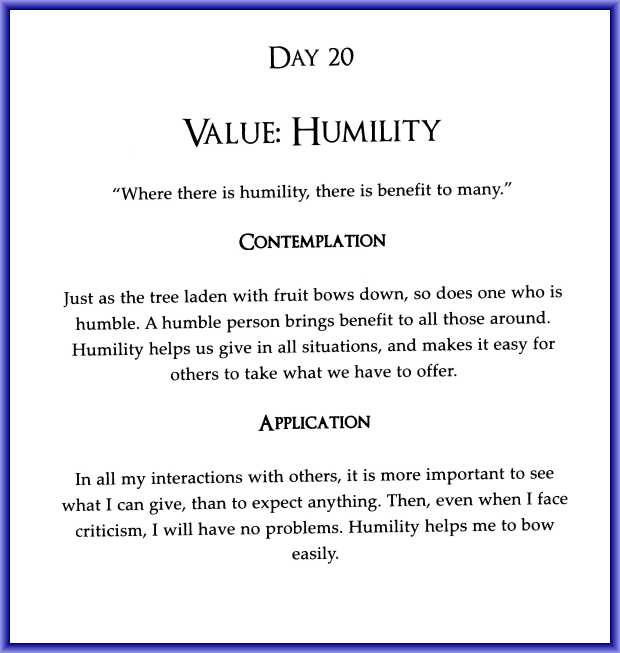 DAY 20
VALUE: HUMILITY
“Where there is humility, there is benefit to many.”
CONTEMPLATION
Just as the tree laden with fruit bows down, so does one who is
humble. A humble person brings benefit to all those around.
Humility helps us give in all situations, and makes it easy for
others to take what we have to offer.
APPLICATION
In all my interactions with others, it is more important to see
what I can give, than to expect anything. Then, even when I face
criticism, I will have no problems. Humility helps me to bow
easily.